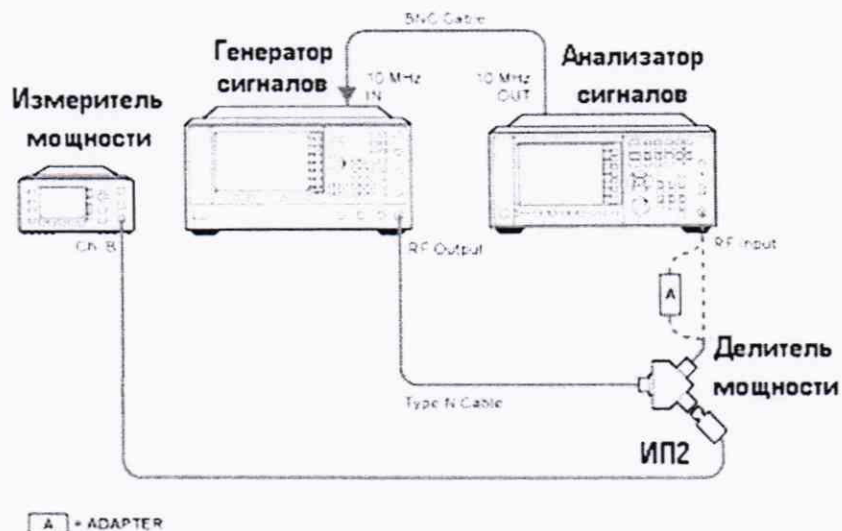 BNC Cable
Генератор
сигналов
10 MHz
IN
10 MHz
OUT
Анализатор
сигналов
Измеритель
мощности
Ch. B
RF Output
RF Input
A
Делитель
мощности
Type N Cable
ИП2
A = ADAPTER